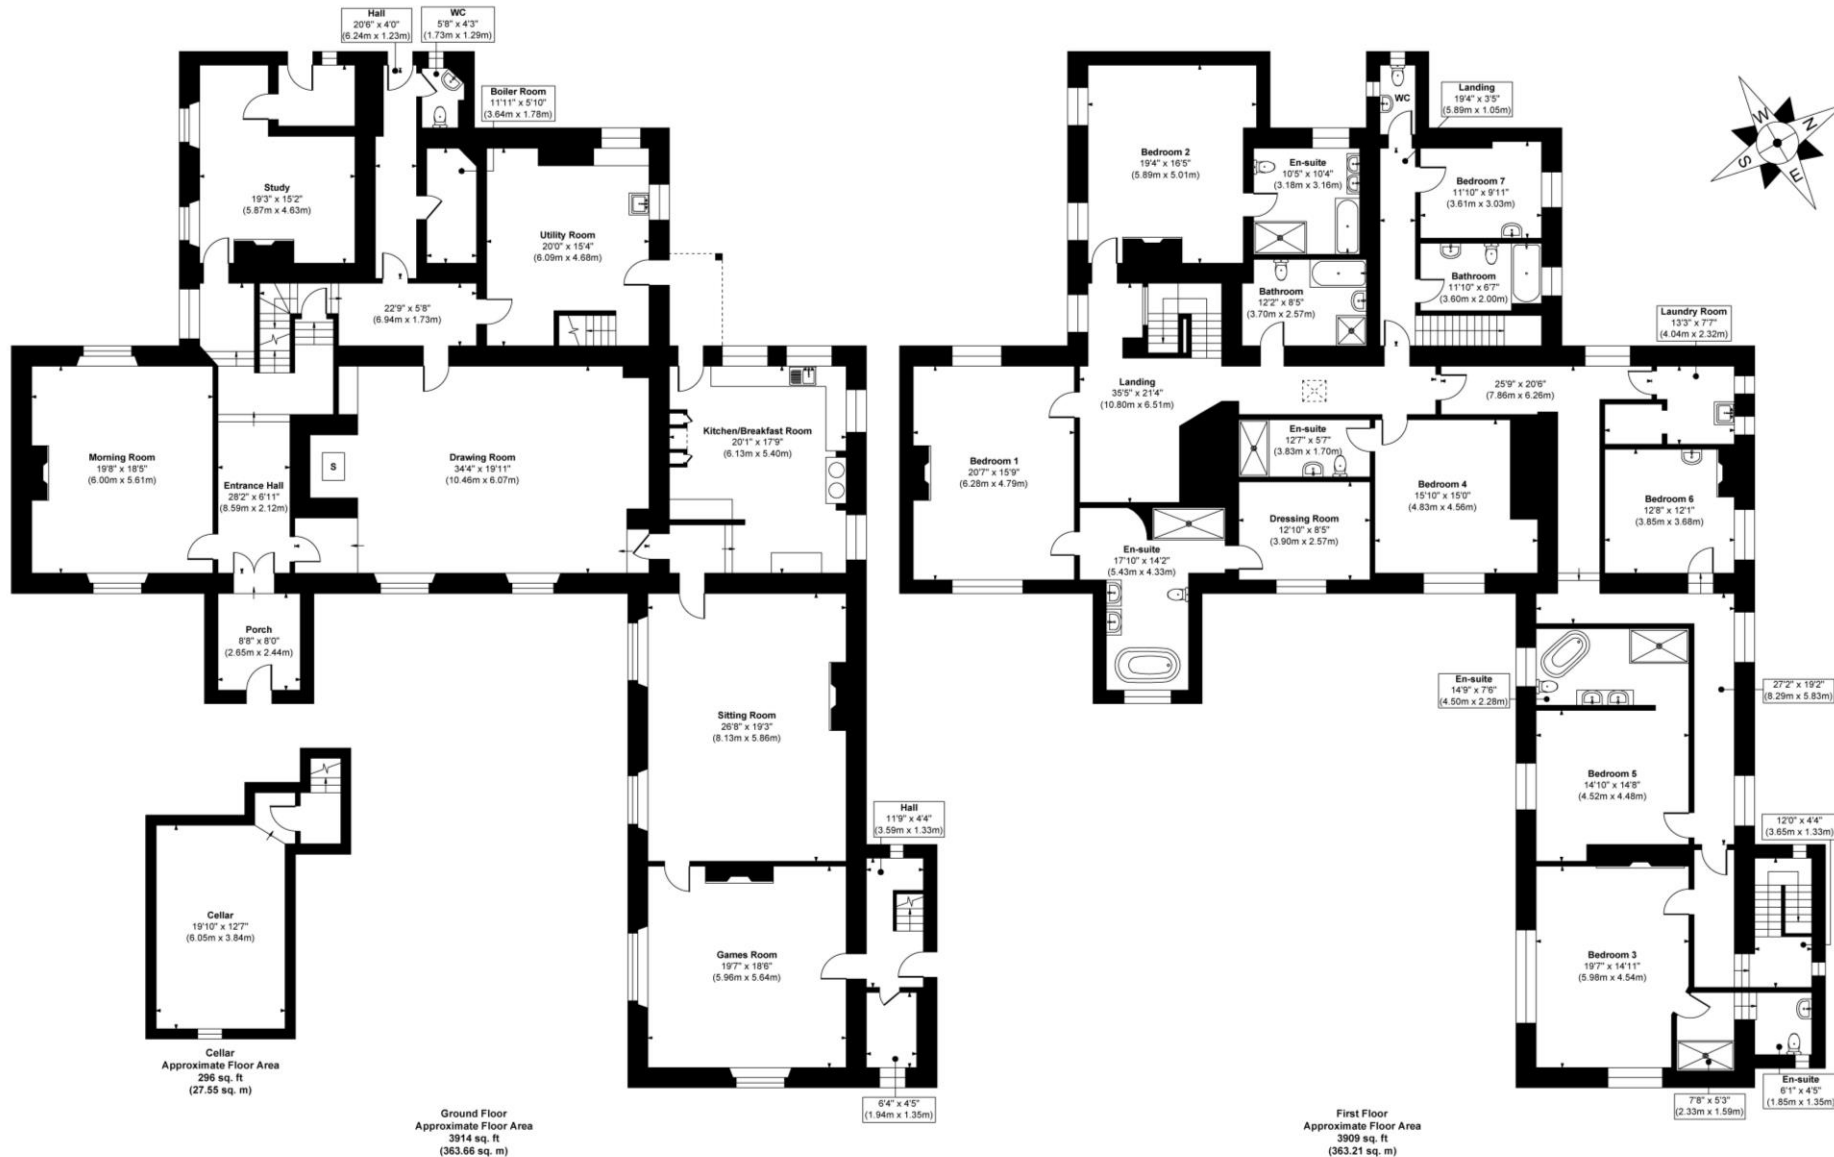 Hall
20'6" x 4'0"
(6.24m x 1.23m)
WC
5'8" x 4'3"
(1.73m x 1.29m)
Boiler Room
11'11" x 5'10"
(3.64m x 1.78m)
Study
19'3" x 15'2"
(5.87m x 4.63m)
Utility Room
20'0" x 15'4"
(6.09m x 4.68m)
22'9" x 5'8"
(6.94m x 1.73m)
Morning Room
19'8" x 18'5"
(6.00m x 5.61m)
Entrance Hall
28'2" x 6'11"
(8.59m x 2.12m)
S
Drawing Room
34'4" x 19'11"
(10.46m x 6.07m)
Kitchen/Breakfast Room
20'1" x 17'9"
(6.13m x 5.40m)
Porch
8'8" x 8'0"
(2.65m x 2.44m)
Sitting Room
26'8" x 19'3"
(8.13m x 5.86m)
Hall
11'9" x 4'4"
(3.59m x 1.33m)
Games Room
19'7" x 18'6"
(5.96m x 5.64m)
6'4" x 4'5"
(1.94m x 1.35m)
Cellar
19'10" x 12'7"
(6.05m x 3.84m)
Cellar
Approximate Floor Area
296 sq. ft
(27.55 sq. m)
Ground Floor
Approximate Floor Area
3914 sq. ft
(363.66 sq. m)
Bedroom 2
19'4" x 16'5"
(5.89m x 5.01m)
En-suite
10'5" x 10'4"
(3.18m x 3.16m)
WC
Landing
19'4" x 3'5"
(5.89m x 1.05m)
Bedroom 7
11'10" x 9'11"
(3.61m x 3.03m)
Bathroom
12'2" x 8'5"
(3.70m x 2.57m)
Bathroom
11'10" x 6'7"
(3.60m x 2.00m)
Laundry Room
13'3" x 7'7"
(4.04m x 2.32m)
W
N
S
E
Landing
35'5" x 21'4"
(10.80m x 6.51m)
25'9" x 20'6"
(7.86m x 6.26m)
Bedroom 1
20'7" x 15'9"
(6.28m x 4.79m)
En-suite
12'7" x 5'7"
(3.83m x 1.70m)
Bedroom 4
15'10" x 15'0"
(4.83m x 4.56m)
Bedroom 6
12'8" x 12'1"
(3.85m x 3.68m)
Dressing Room
12'10" x 8'5"
(3.90m x 2.57m)
En-suite
17'10" x 14'2"
(5.43m x 4.33m)
En-suite
14'9" x 7'6"
(4.50m x 2.28m)
27'2" x 19'2"
(8.29m x 5.83m)
Bedroom 5
14'10" x 14'8"
(4.52m x 4.48m)
12'0" x 4'4"
(3.65m x 1.33m)
Bedroom 3
19'7" x 14'11"
(5.98m x 4.54m)
En-suite
6'1" x 4'5"
(1.85m x 1.35m)
7'8" x 5'3"
(2.33m x 1.59m)
First Floor
Approximate Floor Area
3909 sq. ft
(363.21 sq. m)